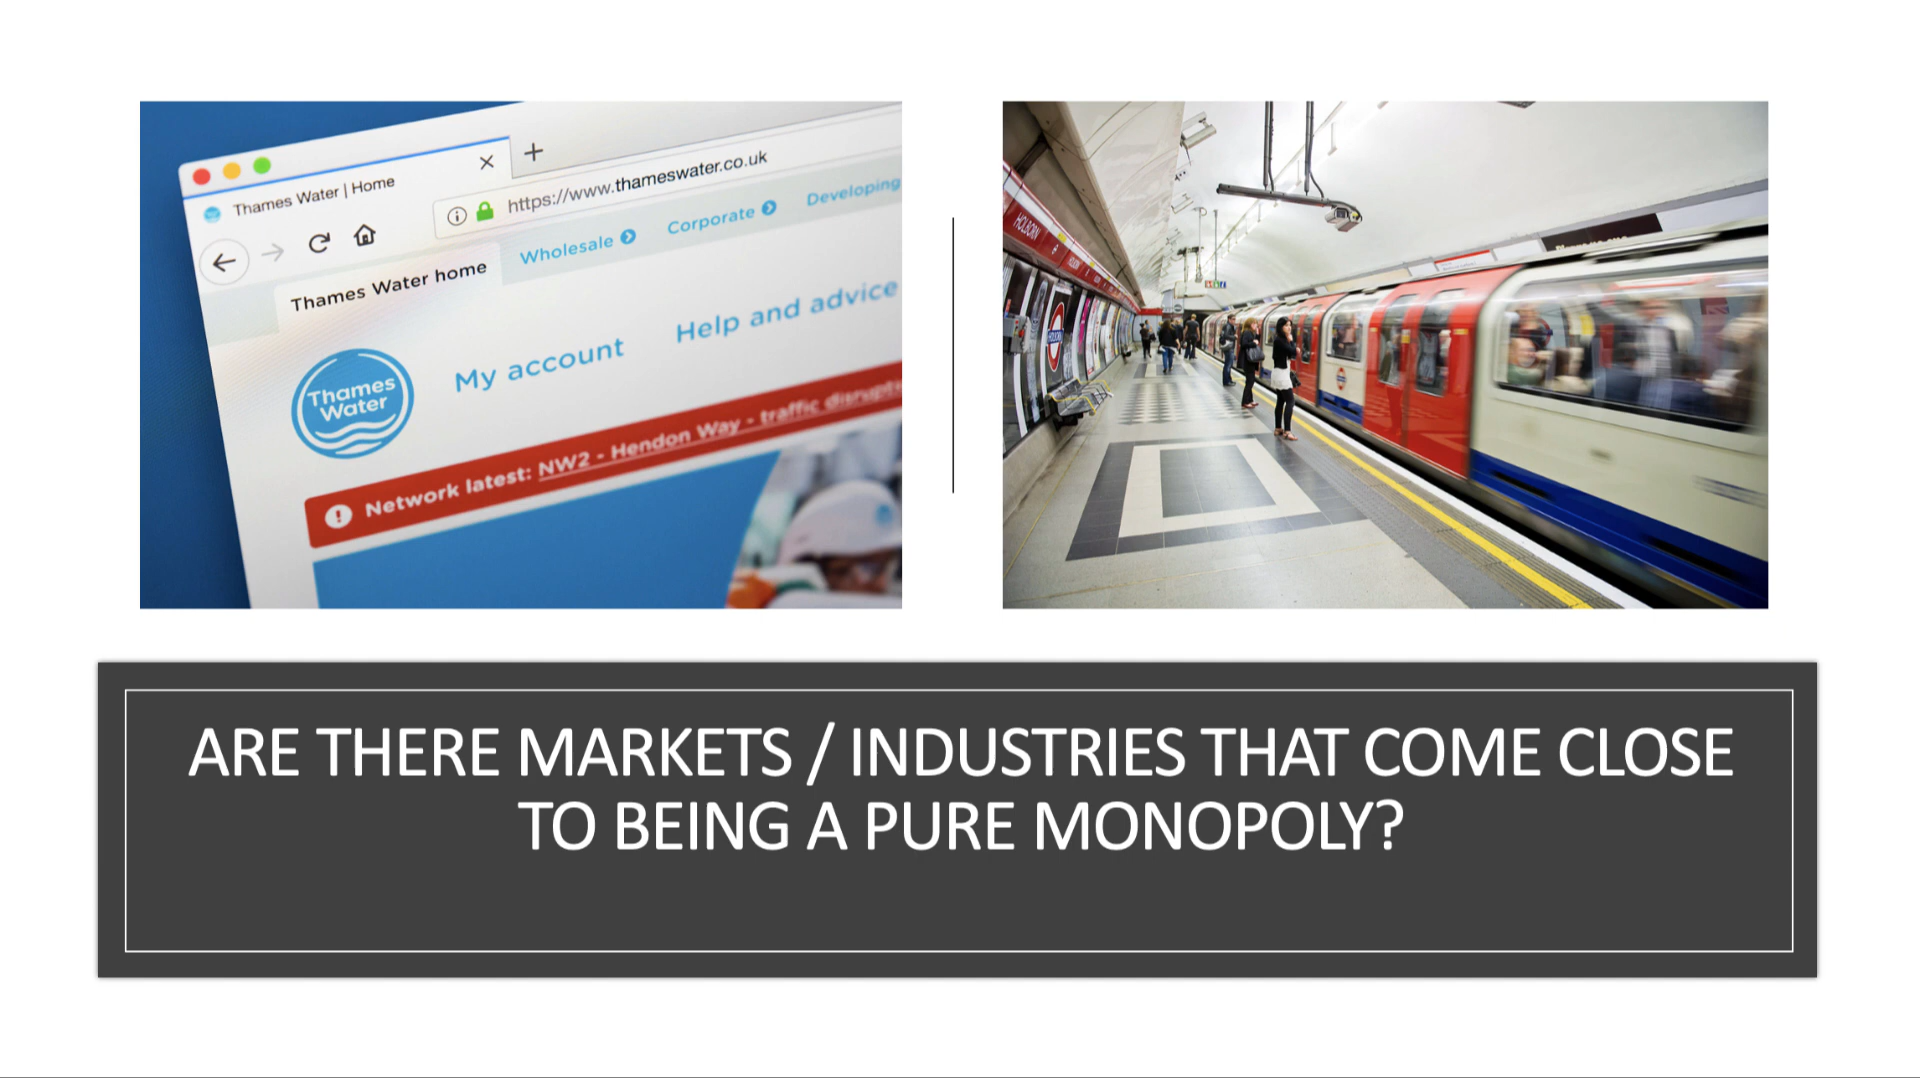 Thames Water | Home
https://www.thameswater.co.uk
Thames Water home
Wholesale
Corporate
Developing
My account
Help and advice
Thames
Water
Network latest: NW2 - Hendon Way - traffic
HOLBORN
ARE THERE MARKETS / INDUSTRIES THAT COME CLOSE
TO BEING A PURE MONOPOLY?